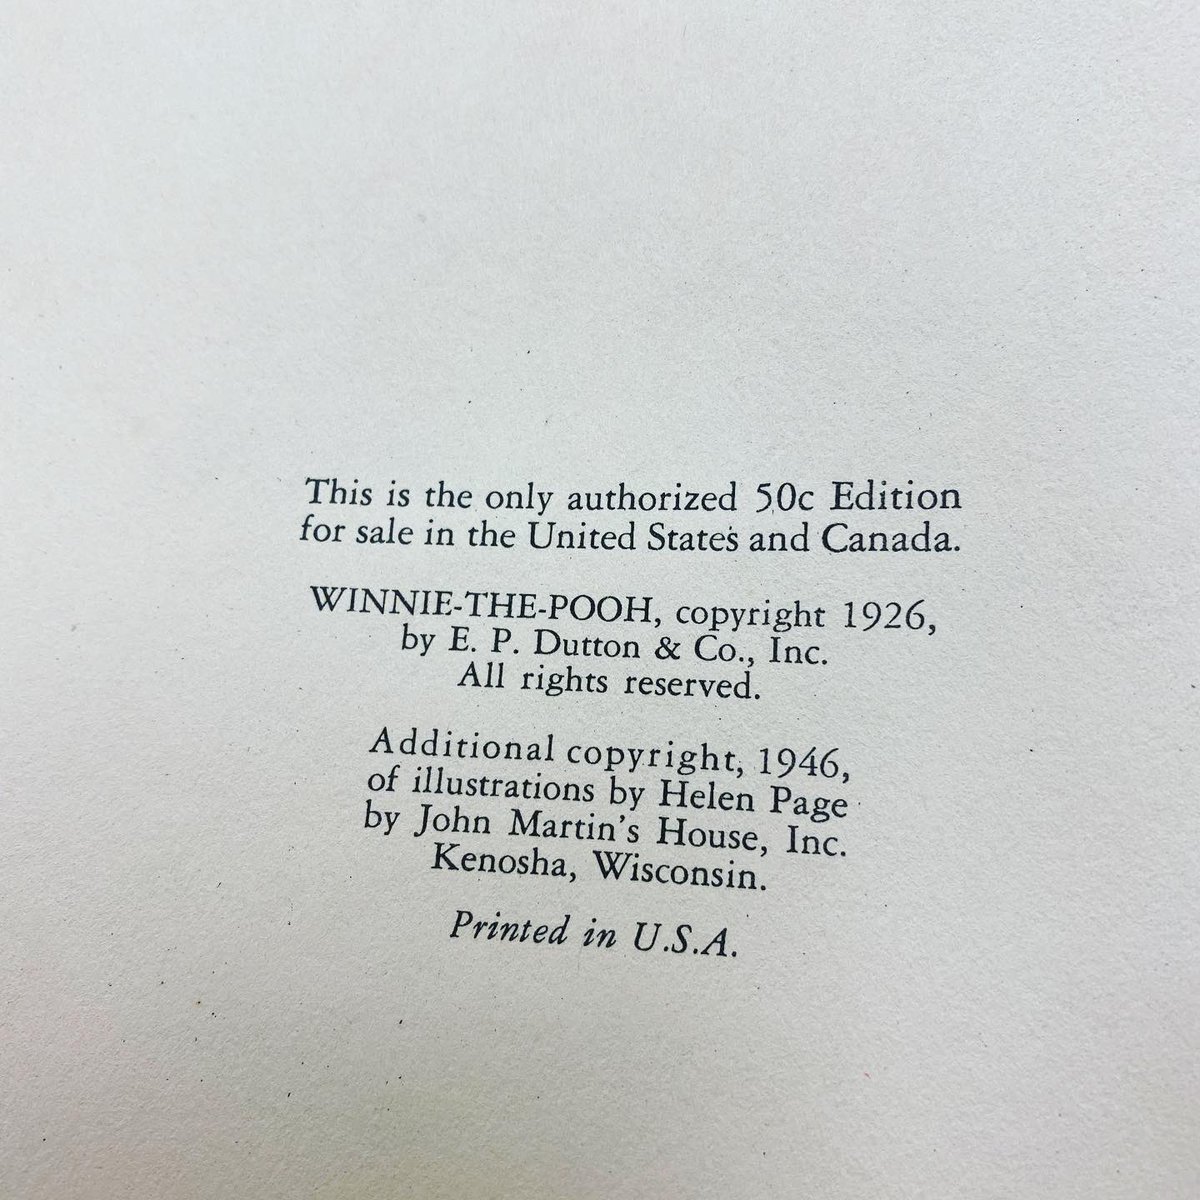 This is the only authorized 50c Edition
for sale in the United States and Canada.
WINNIE-THE-POOH, copyright 1926,
by E. P. Dutton & Co., Inc.
All rights reserved.
Additional copyright, 1946,
of illustrations by Helen Page
by John Martin's House, Inc.
Kenosha, Wisconsin.
Printed in U.S.A.